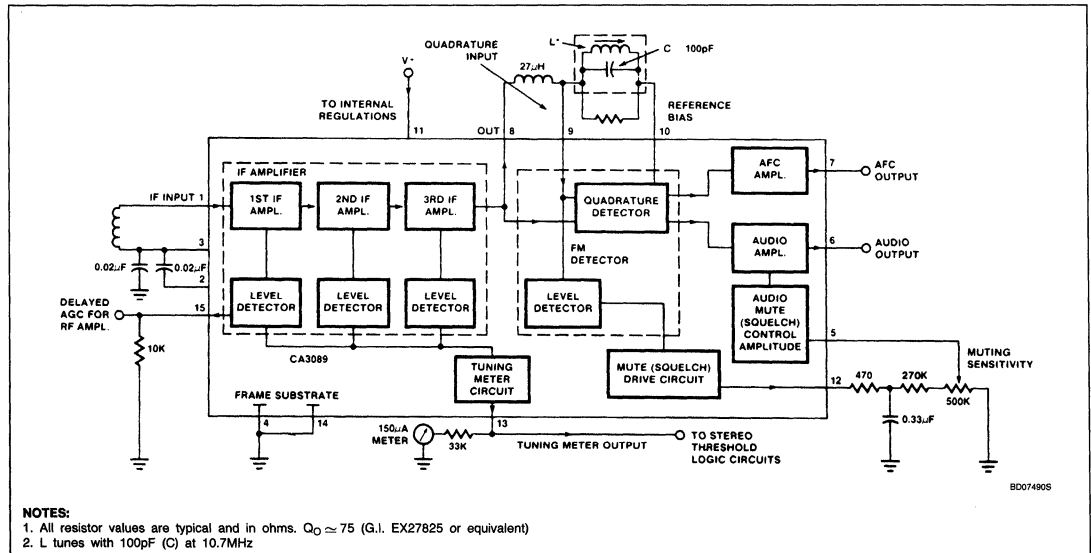 QUADRATURE
INPUT
L*
C 100pF
27μH
V+
TO INTERNAL
REGULATIONS
REFERENCE
BIAS
11
OUT 8
9
10
IF AMPLIFIER
IF INPUT 1
1ST IF
AMPL.
2ND IF
AMPL.
3RD IF
AMPL.
QUADRATURE
DETECTOR
AFC
AMPL.
7
AFC
OUTPUT
3
0.02μF
0.02μF
2
FM
DETECTOR
AUDIO
AMPL.
6
AUDIO
OUTPUT
DELAYED
AGC FOR
RF AMPL.
15
LEVEL
DETECTOR
LEVEL
DETECTOR
LEVEL
DETECTOR
LEVEL
DETECTOR
AUDIO
MUTE
(SQUELCH)
CONTROL
AMPLITUDE
5
MUTING
SENSITIVITY
10K
CA3089
TUNING
METER
CIRCUIT
MUTE (SQUELCH)
DRIVE CIRCUIT
12
470
270K
500K
0.33μF
FRAME SUBSTRATE
4
14
13
150μA
METER
33K
TUNING METER OUTPUT
TO STEREO
THRESHOLD
LOGIC CIRCUITS
BD07490S
NOTES:
1. All resistor values are typical and in ohms. QO ≃ 75 (G.I. EX27825 or equivalent)
2. L tunes with 100pF (C) at 10.7MHz